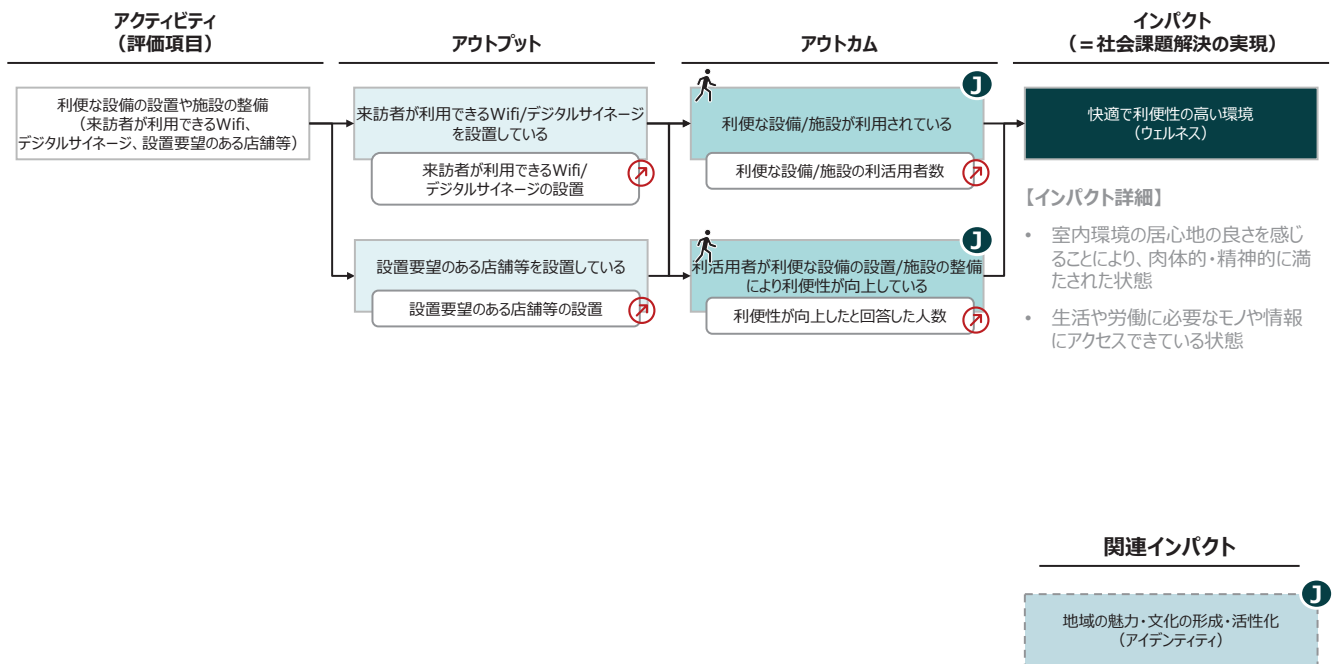 アクティビティ
（評価項目）
アウトプット
アウトカム
インパクト
（＝社会課題解決の実現）
利便な設備の設置や施設の整備
（来訪者が利用できるWifi、
デジタルサイネージ、設置要望のある店舗等）
来訪者が利用できるWifi/デジタルサイネージ
を設置している
来訪者が利用できるWifi/
デジタルサイネージの設置
設置要望のある店舗等を設置している
設置要望のある店舗等の設置
J
利便な設備/施設が利用されている
利便な設備/施設の利活用者数
J
利活用者が利便な設備の設置/施設の整備
により利便性が向上している
利便性が向上したと回答した人数
快適で利便性の高い環境
（ウェルネス）
【インパクト詳細】
• 室内環境の居心地の良さを感じ
ることにより、肉体的・精神的に満
たされた状態
• 生活や労働に必要なモノや情報
にアクセスできている状態
関連インパクト
J
地域の魅力・文化の形成・活性化
（アイデンティティ）